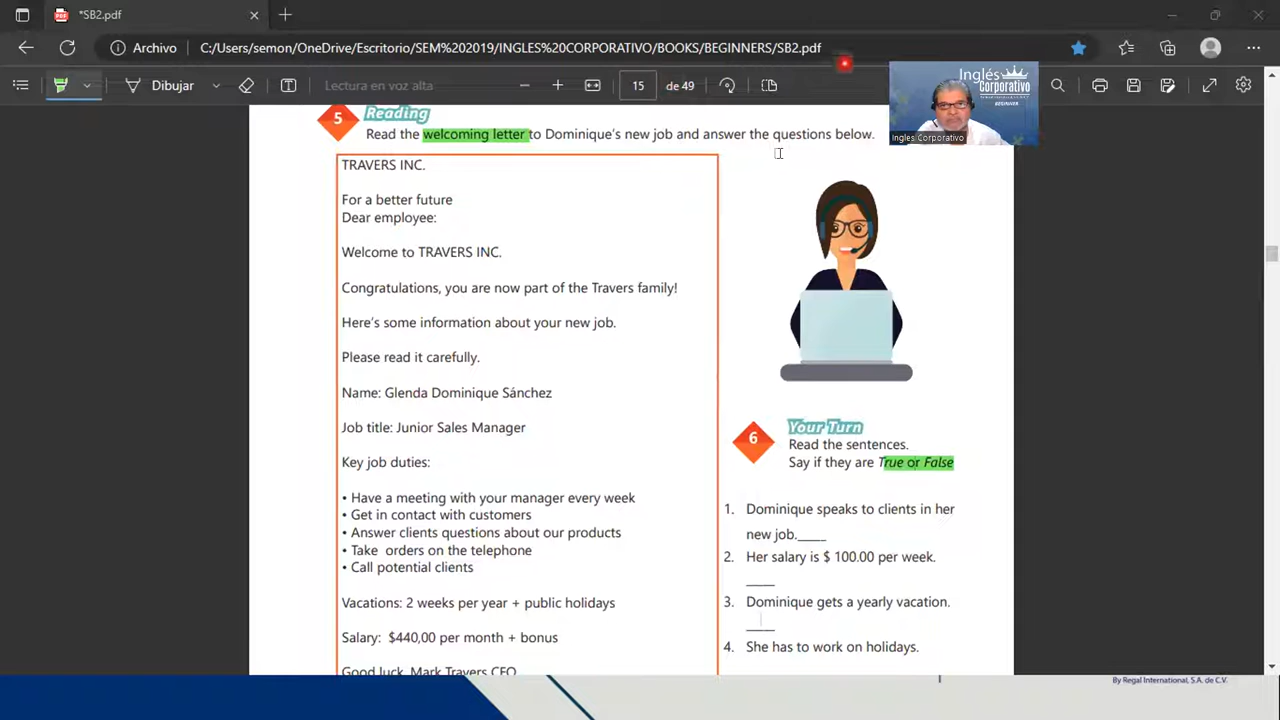 *SB2.pdf
Archivo
C:/Users/semon/OneDrive/Escritorio/SEM%202019/INGLES%20CORPORATIVO/BOOKS/BEGINNERS/SB2.pdf
Dibujar
Lectura en voz alta
15
de 49
Inglés
Corporativo
BEGINNER
Ingles Corporativo
5
Reading
Read the welcoming letter to Dominique's new job and answer the questions below.
TRAVERS INC.
For a better future
Dear employee:
Welcome to TRAVERS INC.
Congratulations, you are now part of the Travers family!
Here's some information about your new job.
Please read it carefully.
Name: Glenda Dominique Sánchez
Job title: Junior Sales Manager
Key job duties:
• Have a meeting with your manager every week
• Get in contact with customers
• Answer clients questions about our products
• Take orders on the telephone
• Call potential clients
Vacations: 2 weeks per year + public holidays
Salary: $440,00 per month + bonus
Good luck, Mark Travers CEO
6
Your Turn
Read the sentences.
Say if they are True or False
1. Dominique speaks to clients in her
new job.____
2. Her salary is $ 100.00 per week.
____
3. Dominique gets a yearly vacation.
____
4. She has to work on holidays.
By Regal International, S.A. de C.V.